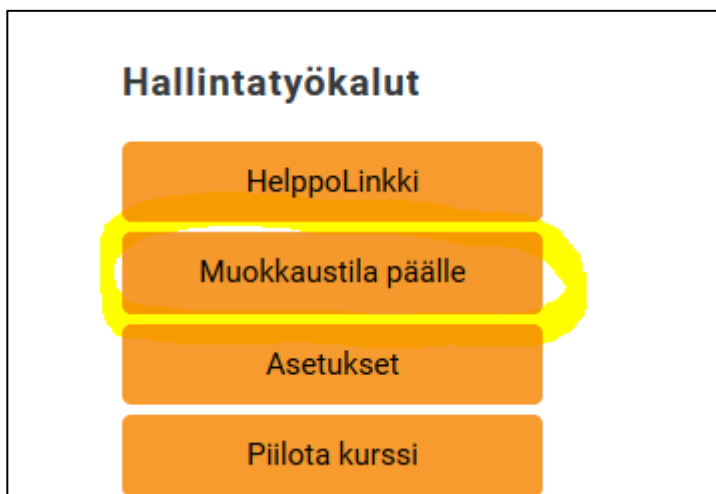 Hallintatyökalut
HelppoLinkki
Muokkaustila päälle
Asetukset
Piilota kurssi